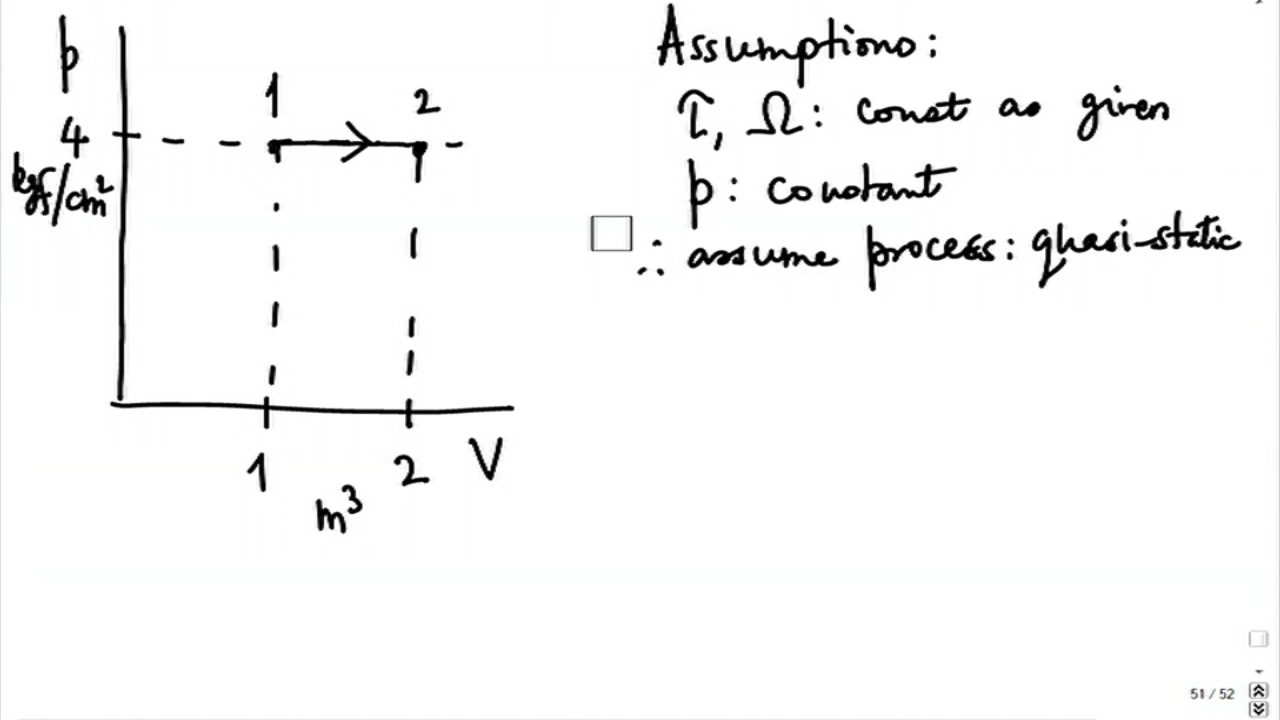 p
4
kgf/cm²
1
2
1
2
V
m³
Assumptions:
τ, Ω: const as given
p: constant
∴ assume process: quasi-static
51 / 52